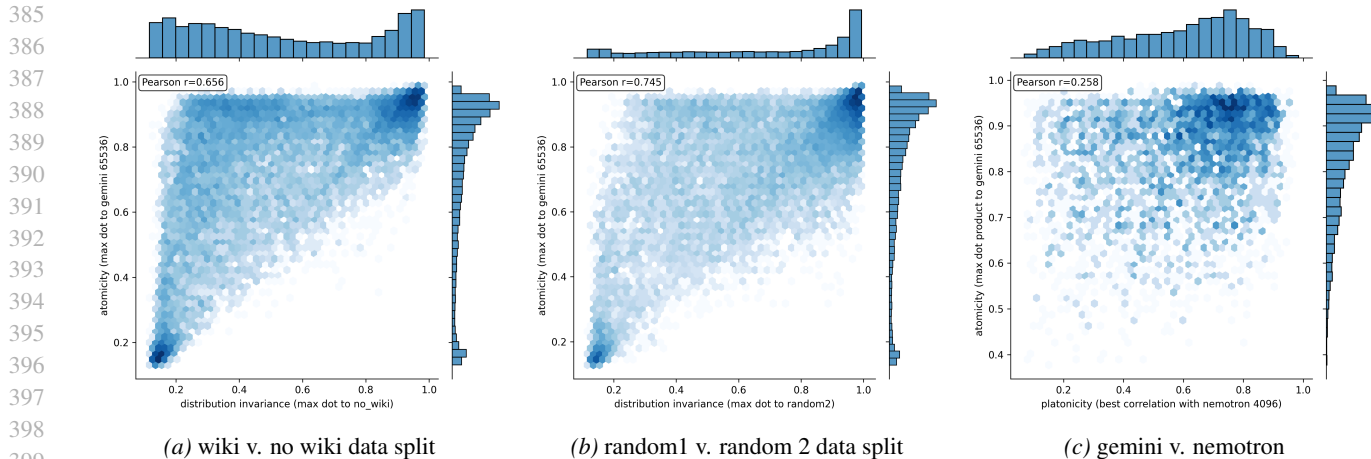 385
386
387
388
389
390
391
392
393
394
395
396
397
398
Pearson r=0.656
1.0
0.8
0.6
0.4
0.2
atomicity (max dot to gemini 65536)
0.2 0.4 0.6 0.8 1.0
distribution invariance (max dot to no_wiki)
(a) wiki v. no wiki data split
Pearson r=0.745
1.0
0.8
0.6
0.4
0.2
atomicity (max dot to gemini 65536)
0.2 0.4 0.6 0.8 1.0
distribution invariance (max dot to random2)
(b) random1 v. random 2 data split
Pearson r=0.258
1.0
0.9
0.8
0.7
0.6
0.5
0.4
atomicity (max dot product to gemini 65536)
0.2 0.4 0.6 0.8 1.0
platonicity (best correlation with nemotron 4096)
(c) gemini v. nemotron